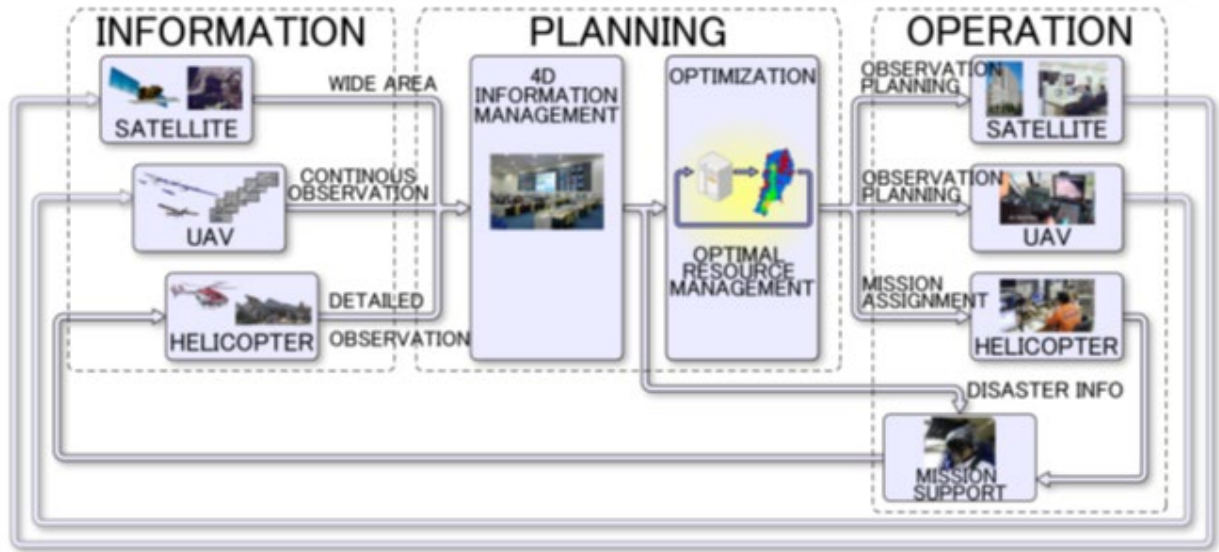 INFORMATION
PLANNING
OPERATION
SATELLITE
WIDE AREA
UAV
CONTINOUS
OBSERVATION
HELICOPTER
DETAILED
OBSERVATION
4D
INFORMATION
MANAGEMENT
OPTIMIZATION
OPTIMAL
RESOURCE
MANAGEMENT
OBSERVATION
PLANNING
SATELLITE
OBSERVATION
PLANNING
UAV
MISSION
ASSIGNMENT
HELICOPTER
DISASTER INFO
MISSION
SUPPORT